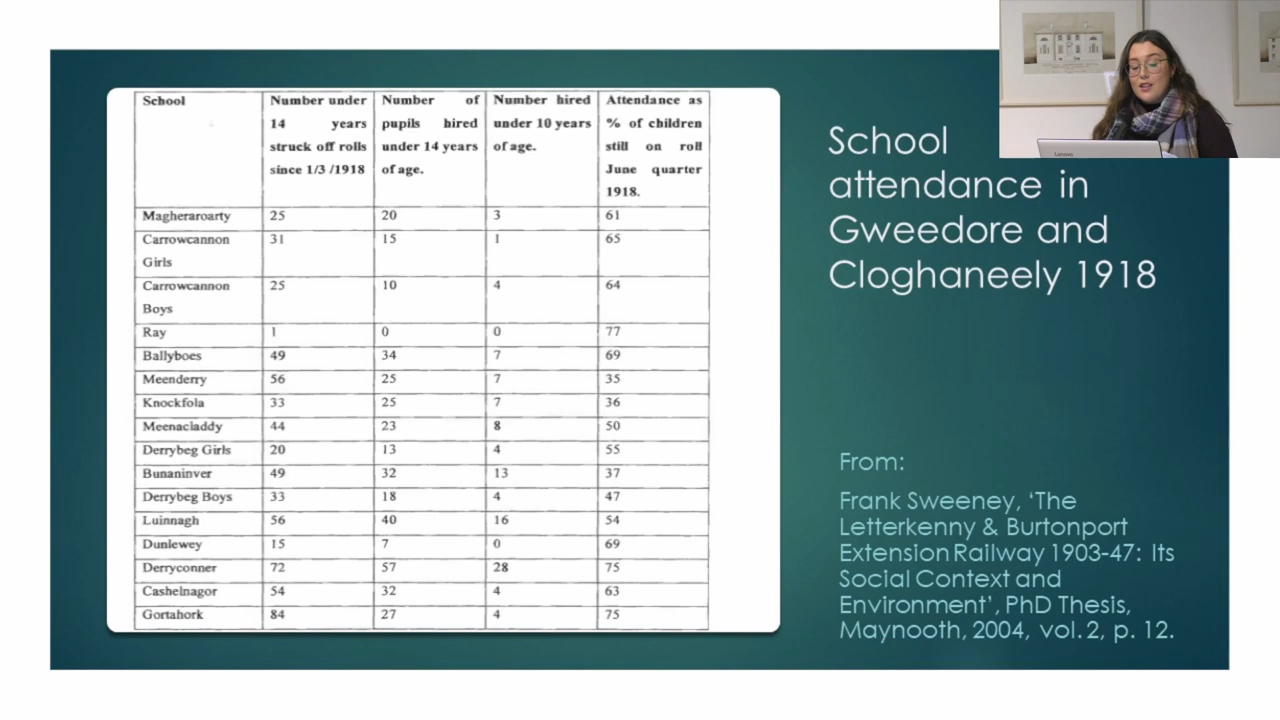 School
Number under
14 years
struck off rolls
since 1/3 /1918
Number of
pupils hired
under 14 years
of age.
Number hired
under 10 years
of age.
Attendance as
% of children
still on roll
June quarter
1918.
Magheraroarty 25 20 3 61
Carrowcannon 31 15 1 65
Girls
Carrowcannon 25 10 4 64
Boys
Ray 1 0 0 77
Ballyboes 49 34 7 69
Meenderry 56 25 7 35
Knockfola 33 25 7 36
Meenacladdy 44 23 8 50
Derrybeg Girls 20 13 4 55
Bunaninver 49 32 13 37
Derrybeg Boys 33 18 4 47
Luinnagh 56 40 16 54
Dunlewey 15 7 0 69
Derryconner 72 57 28 75
Cashelnagor 54 32 4 63
Gortahork 84 27 4 75
School
attendance in
Gweedore and
Cloghaneely 1918
From:
Frank Sweeney, ‘The
Letterkenny & Burtonport
Extension Railway 1903-47: Its
Social Context and
Environment’, PhD Thesis,
Maynooth, 2004, vol. 2, p. 12.
Lenovo